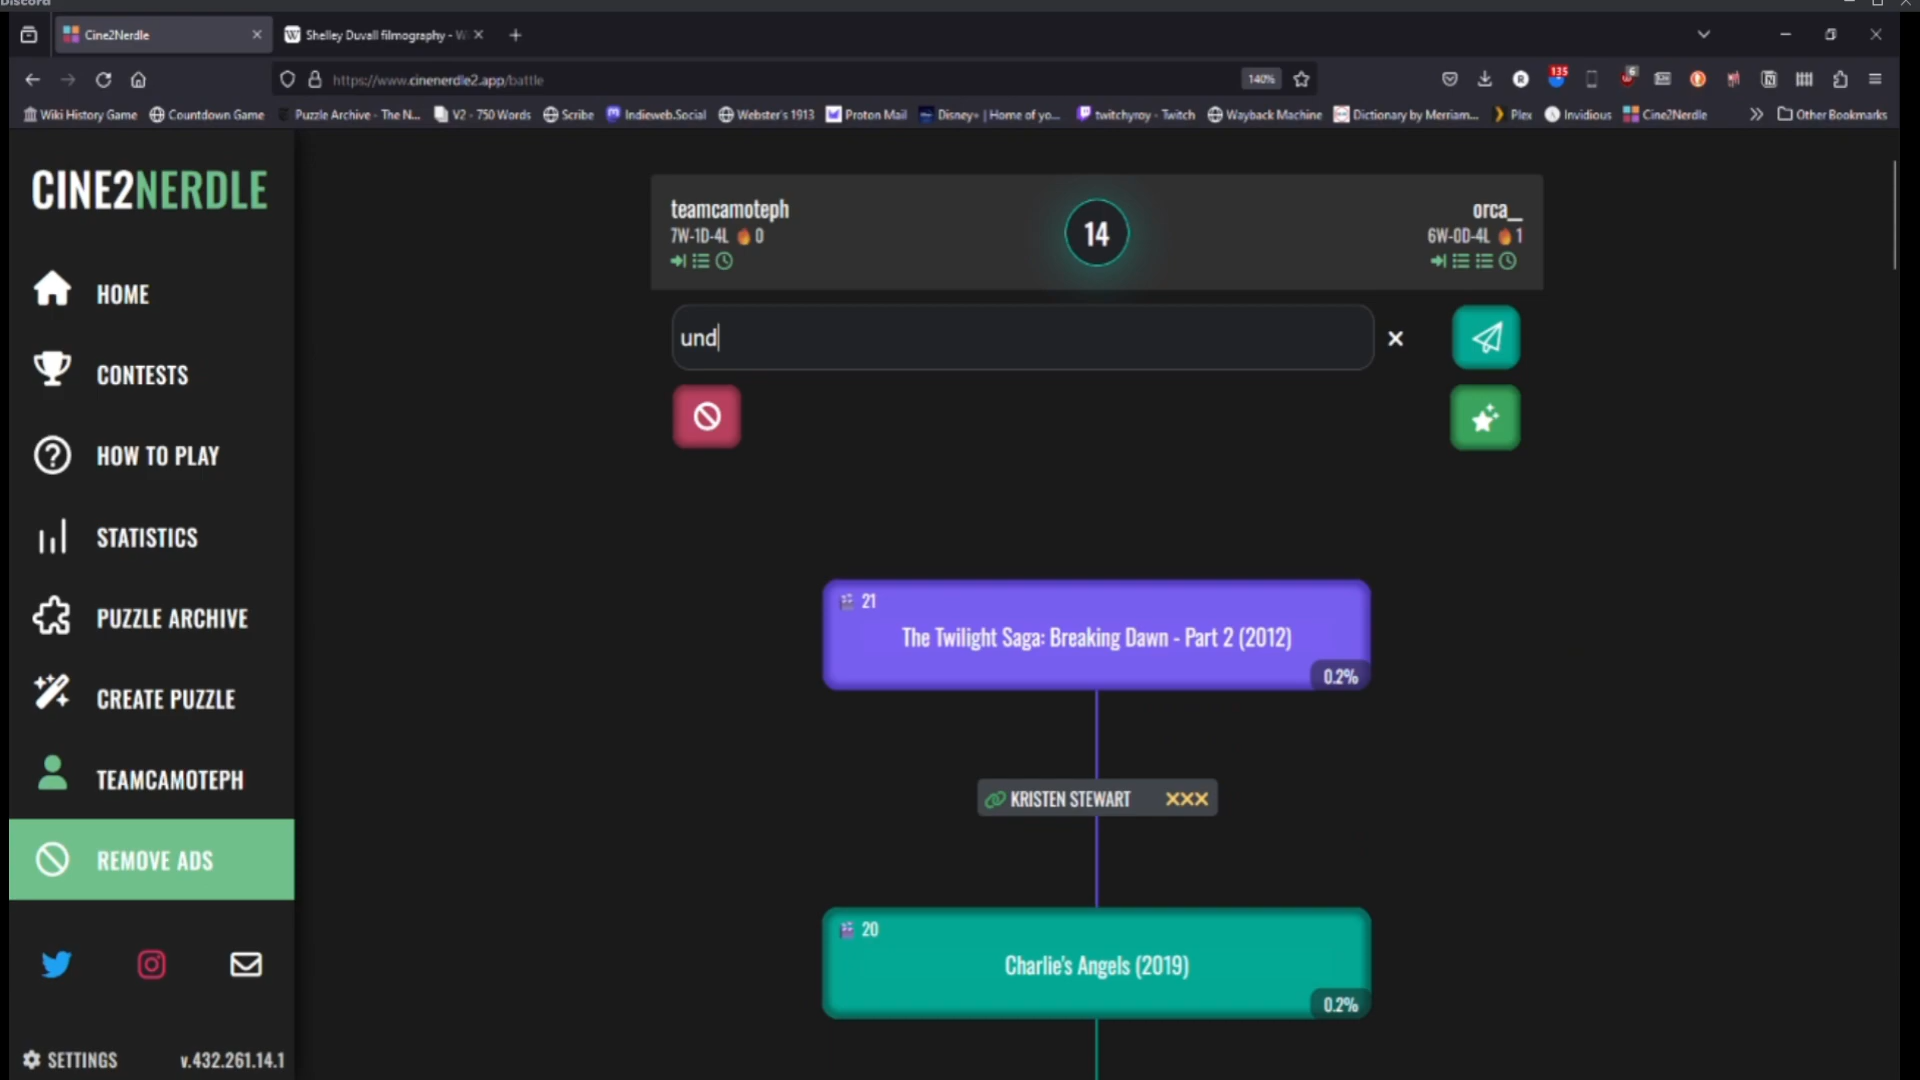 Discord
Cine2Nerdle
Shelley Duvall filmography - W
https://www.cinenerdle2.app/battle
140%
135
6
Wiki History Game
Countdown Game
Puzzle Archive - The N...
V2 - 750 Words
Scribe
Indieweb.Social
Webster's 1913
Proton Mail
Disney+ | Home of yo...
twitchyroy - Twitch
Wayback Machine
Dictionary by Merriam...
Plex
Invidious
Cine2Nerdle
Other Bookmarks
CINE2NERDLE
HOME
CONTESTS
HOW TO PLAY
STATISTICS
PUZZLE ARCHIVE
CREATE PUZZLE
TEAMCAMOTEPH
REMOVE ADS
SETTINGS
v.432.261.14.1
teamcamoteph
7W-1D-4L 🔥 0
14
orca__
6W-0D-4L 🔥 1
und
21
The Twilight Saga: Breaking Dawn - Part 2 (2012)
0.2%
KRISTEN STEWART XXX
20
Charlie's Angels (2019)
0.2%